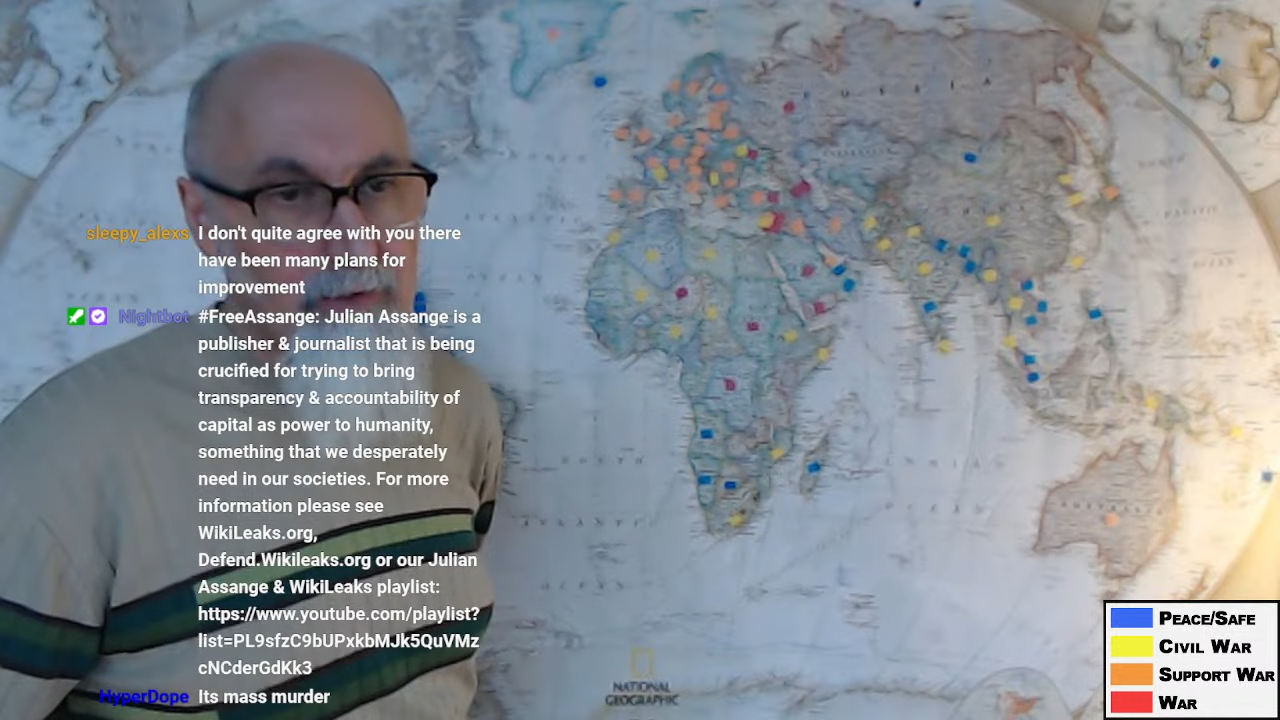 RUSSIA
sleepy_alexs I don't quite agree with you there
have been many plans for
improvement
Nightbot #FreeAssange: Julian Assange is a
publisher & journalist that is being
crucified for trying to bring
transparency & accountability of
capital as power to humanity,
something that we desperately
need in our societies. For more
information please see
WikiLeaks.org,
Defend.Wikileaks.org or our Julian
Assange & WikiLeaks playlist:
https://www.youtube.com/playlist?
list=PL9sfzC9bUPxkbMJk5QuVMz
cNCderGdKk3
HyperDope Its mass murder
NATIONAL
GEOGRAPHIC
Peace/Safe
Civil War
Support War
War